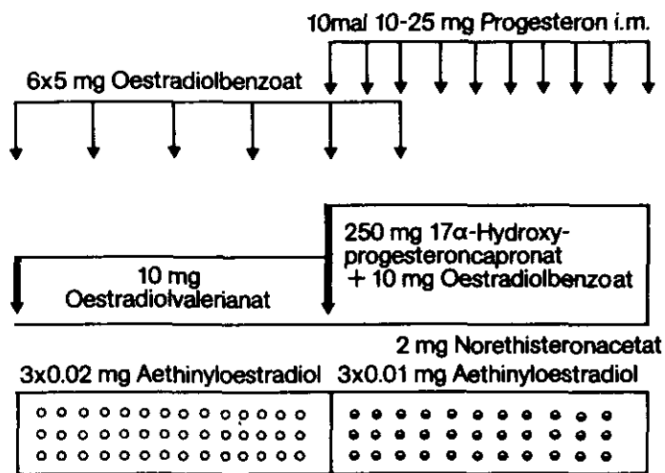 10mal 10-25 mg Progesteron i.m.
6x5 mg Oestradiolbenzoat
250 mg 17α-Hydroxy-
progesteroncapronat
+ 10 mg Oestradiolbenzoat
10 mg
Oestradiolvalerianat
2 mg Norethisteronacetat
3x0.02 mg Aethinyloestradiol
3x0.01 mg Aethinyloestradiol